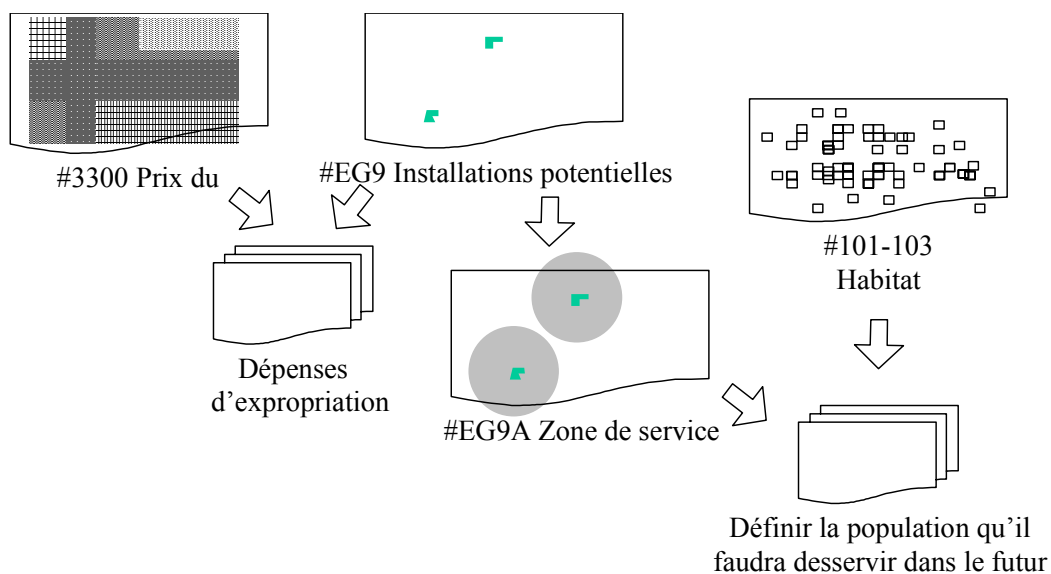 #3300 Prix du
#EG9 Installations potentielles
#101-103
Habitat
Dépenses
d’expropriation
#EG9A Zone de service
Définir la population qu’il
faudra desservir dans le futur